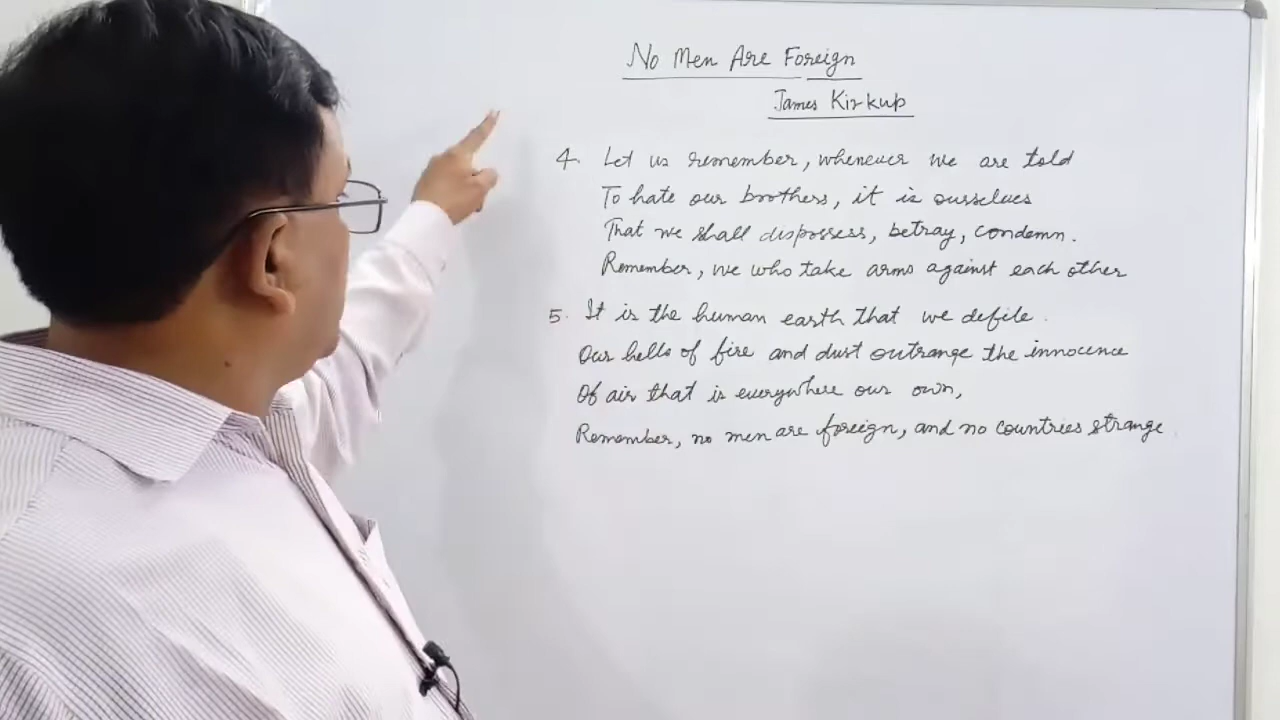 No Men Are Foreign
James Kirkup
4. Let us remember, whenever we are told
To hate our brothers, it is ourselves
That we shall dispossess, betray, condemn.
Remember, we who take arms against each other
5. It is the human earth that we defile.
Our hells of fire and dust outrange the innocence
Of air that is everywhere our own,
Remember, no men are foreign, and no countries strange